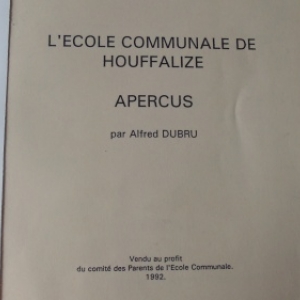 L'ECOLE COMMUNALE DE
HOUFFALIZE
APERCUS
par Alfred DUBRU
Vendu au profit
du comité des Parents de l'Ecole Communale.
1992.